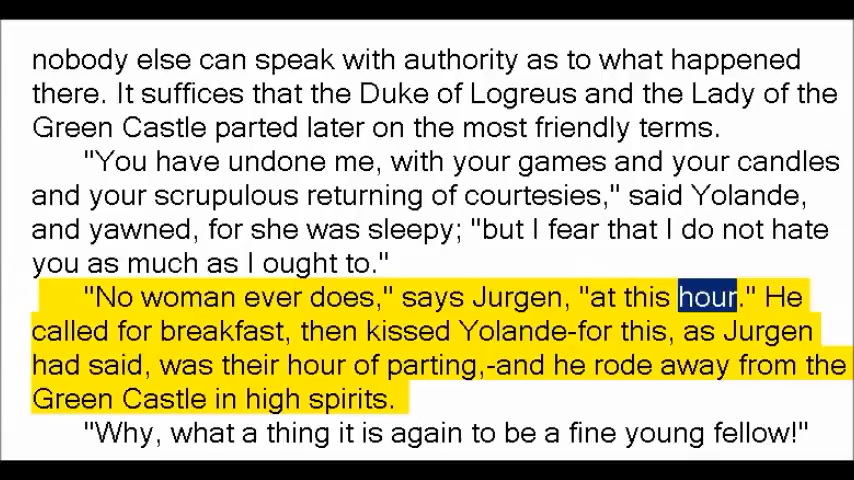 nobody else can speak with authority as to what happened
there. It suffices that the Duke of Logreus and the Lady of the
Green Castle parted later on the most friendly terms.
"You have undone me, with your games and your candles
and your scrupulous returning of courtesies," said Yolande,
and yawned, for she was sleepy; "but I fear that I do not hate
you as much as I ought to."
"No woman ever does," says Jurgen, "at this hour." He
called for breakfast, then kissed Yolande-for this, as Jurgen
had said, was their hour of parting,-and he rode away from the
Green Castle in high spirits.
"Why, what a thing it is again to be a fine young fellow!"